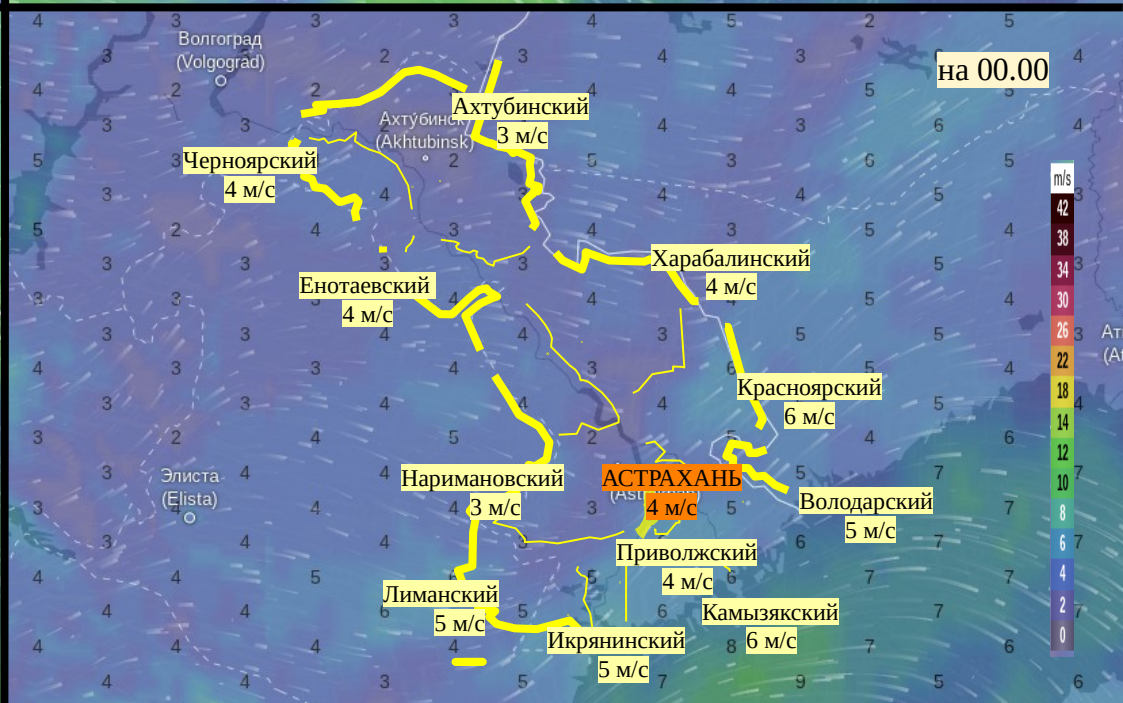 Волгоград
(Volgograd)
на 00.00
Ахтубинский
3 м/с
Ахту́бинск
(Akhtubinsk)
Черноярский
4 м/с
m/s
42
38
34
30
26
22
18
14
12
10
8
6
4
2
0
Харабалинский
4 м/с
Енотаевский
4 м/с
Красноярский
6 м/с
Элиста
(Elista)
Наримановский
3 м/с
АСТРАХАНЬ
4 м/с
Володарский
5 м/с
Приволжский
4 м/с
Лиманский
5 м/с
Камызякский
6 м/с
Икрянинский
5 м/с